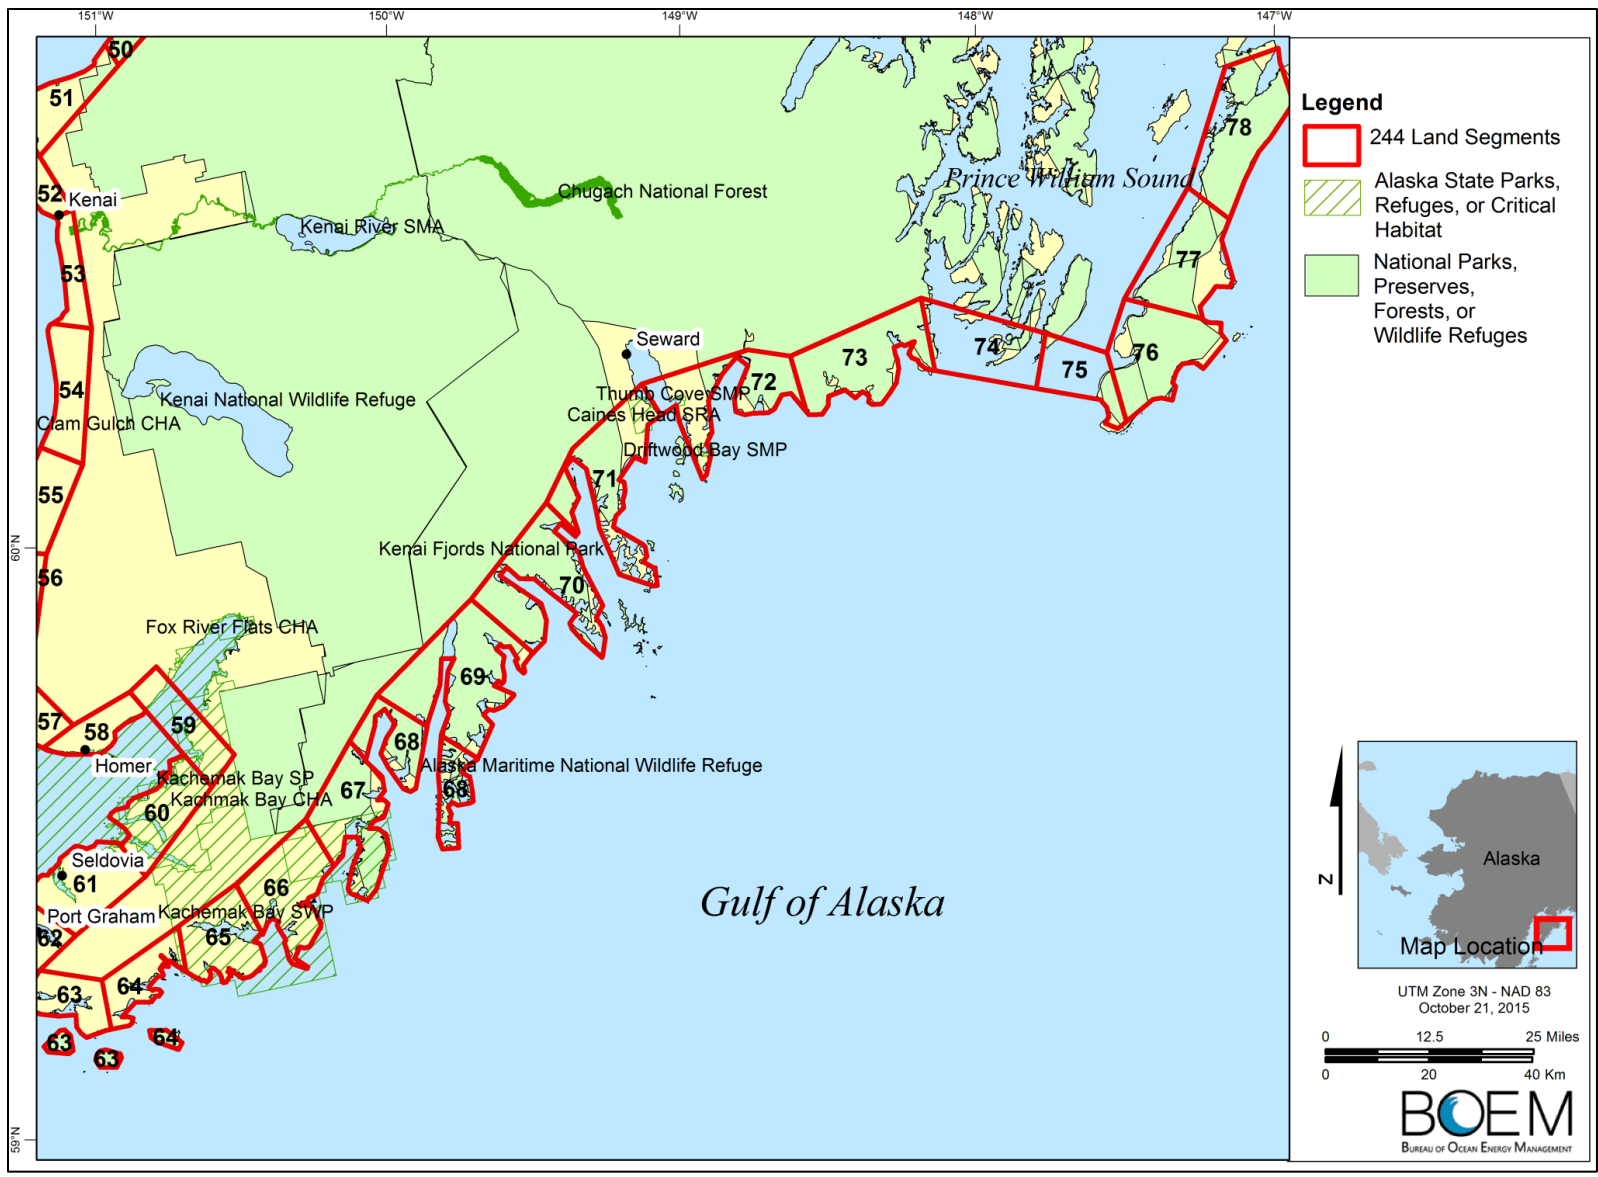 151°W
150°W
149°W
148°W
147°W
50
51
52
Kenai
53
54
Clam Gulch CHA
55
56
57
58
59
Homer
60
Seldovia
61
Port Graham
62
63
63
63
64
64
65
66
67
68
68
69
70
71
72
73
74
75
76
77
78
Chugach National Forest
Kenai River SMA
Prince William Sound
Seward
Kenai National Wildlife Refuge
Thumb Cove SMP
Caines Head SRA
Driftwood Bay SMP
Kenai Fjords National Park
Fox River Flats CHA
Kachemak Bay SP
Kachmak Bay CHA
Alaska Maritime National Wildlife Refuge
Kachemak Bay SWP
Gulf of Alaska
60°N
59°N
Legend
244 Land Segments
Alaska State Parks,
Refuges, or Critical
Habitat
National Parks,
Preserves,
Forests, or
Wildlife Refuges
N
Alaska
Map Location
UTM Zone 3N - NAD 83
October 21, 2015
0 12.5 25 Miles
0 20 40 Km
BOEM
BUREAU OF OCEAN ENERGY MANAGEMENT